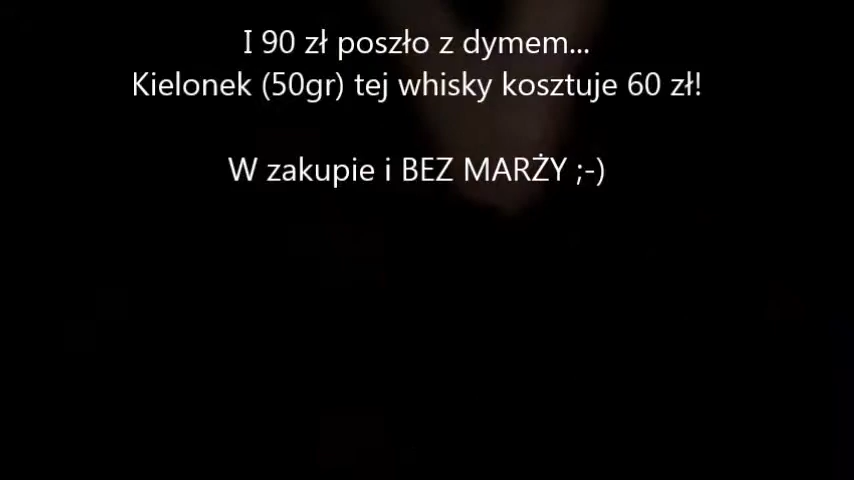 I 90 zł poszło z dymem...
Kielonek (50gr) tej whisky kosztuje 60 zł!
W zakupie i BEZ MARŻY ;-)